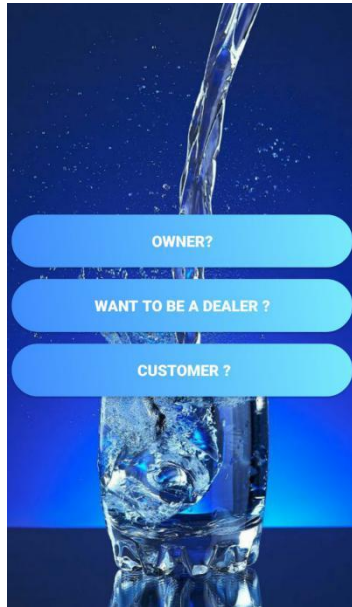 OWNER?
WANT TO BE A DEALER ?
CUSTOMER ?